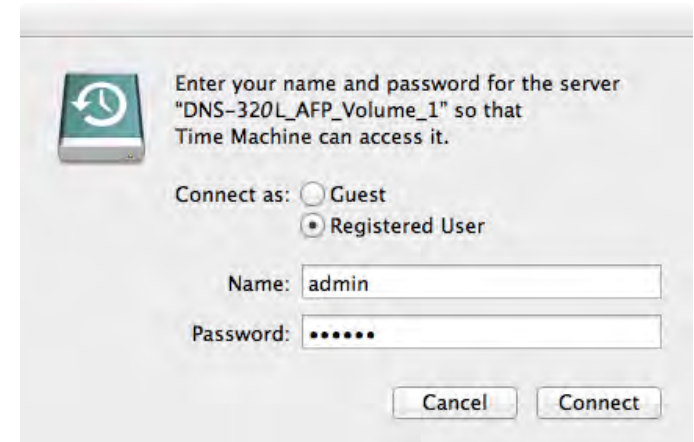 Enter your name and password for the server
"DNS-320L_AFP_Volume_1" so that
Time Machine can access it.
Connect as: Guest
Registered User
Name: admin
Password: ••••••
Cancel Connect